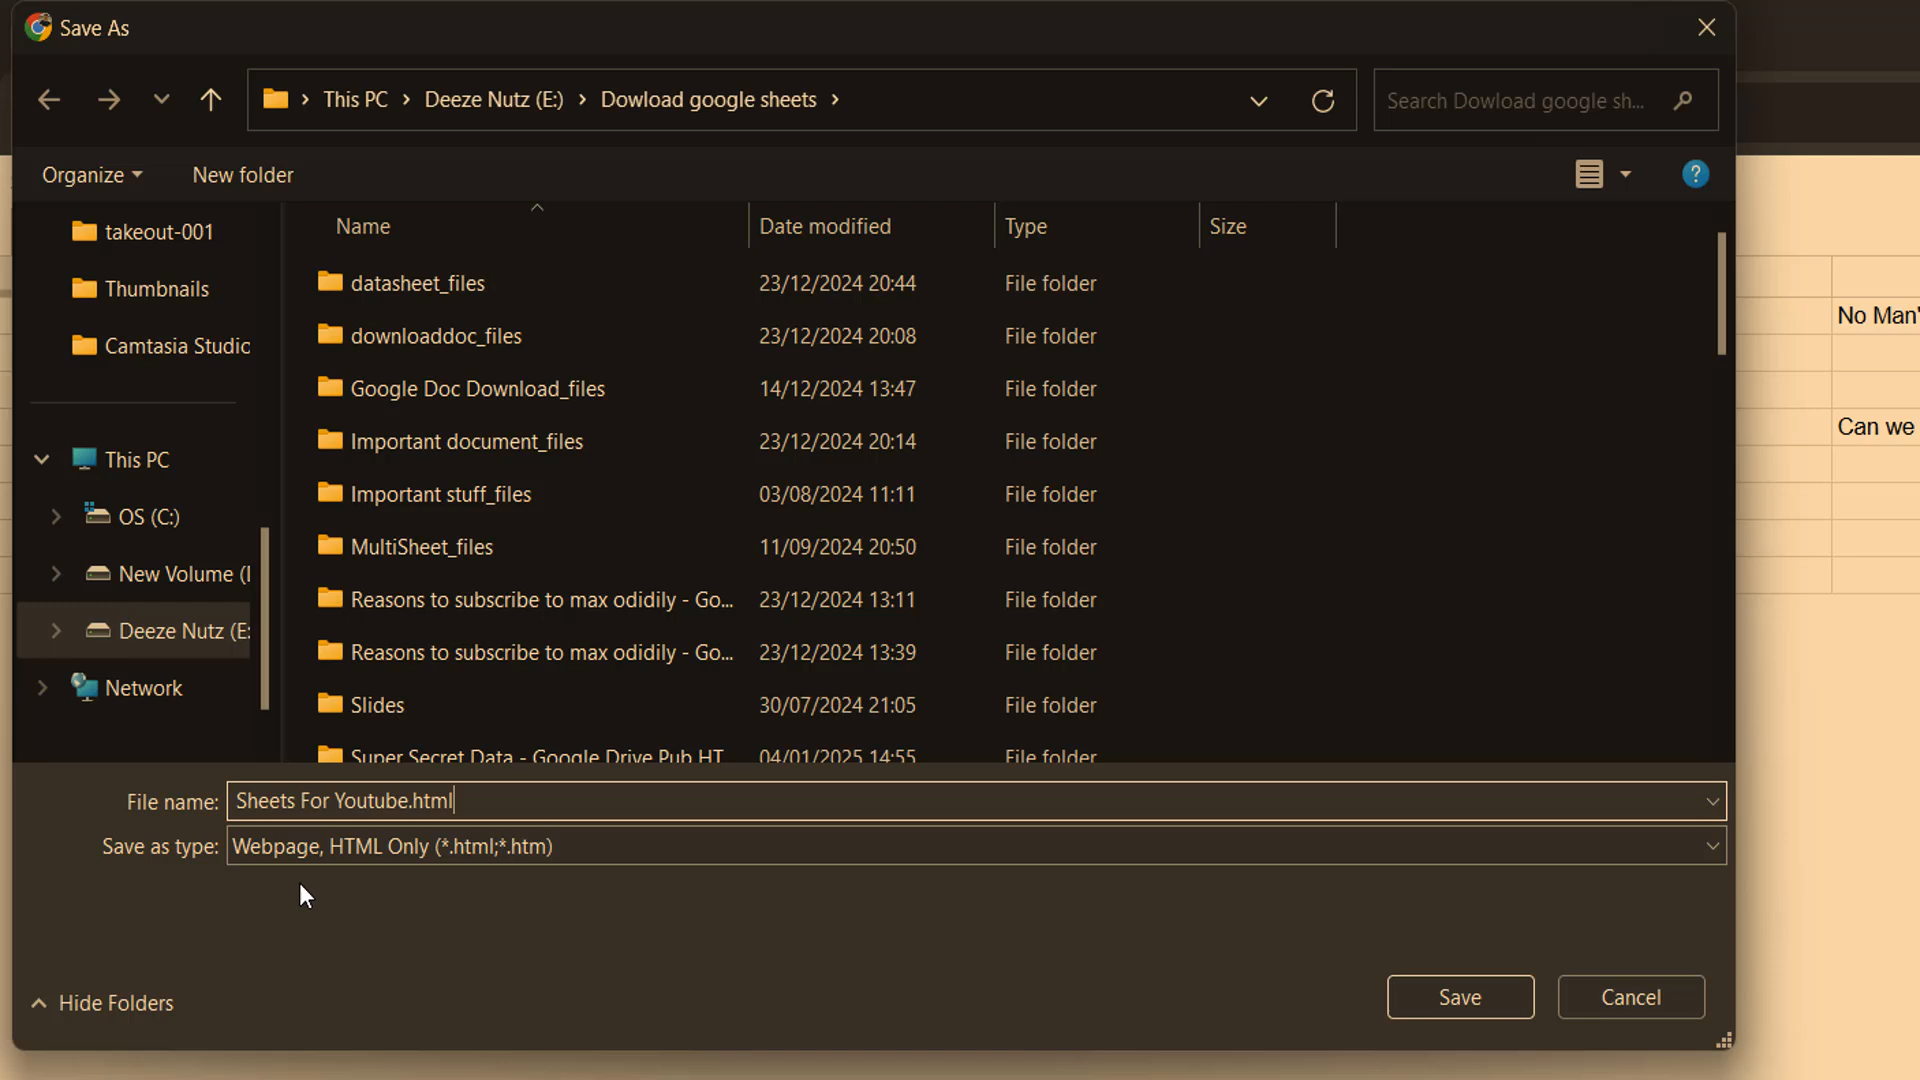 Save As
This PC > Deeze Nutz (E:) > Dowload google sheets >
Search Dowload google sh...
Organize
New folder
?
Name
Date modified
Type
Size
takeout-001
Thumbnails
Camtasia Studio
This PC
OS (C:)
New Volume (
Deeze Nutz (E:
Network
datasheet_files 23/12/2024 20:44 File folder
downloaddoc_files 23/12/2024 20:08 File folder
Google Doc Download_files 14/12/2024 13:47 File folder
Important document_files 23/12/2024 20:14 File folder
Important stuff_files 03/08/2024 11:11 File folder
MultiSheet_files 11/09/2024 20:50 File folder
Reasons to subscribe to max odidily - Go... 23/12/2024 13:11 File folder
Reasons to subscribe to max odidily - Go... 23/12/2024 13:39 File folder
Slides 30/07/2024 21:05 File folder
Super Secret Data - Google Drive Pub HT 04/01/2025 14:55 File folder
No Man'
Can we
File name: Sheets For Youtube.html
Save as type: Webpage, HTML Only (*.html;*.htm)
Hide Folders
Save
Cancel